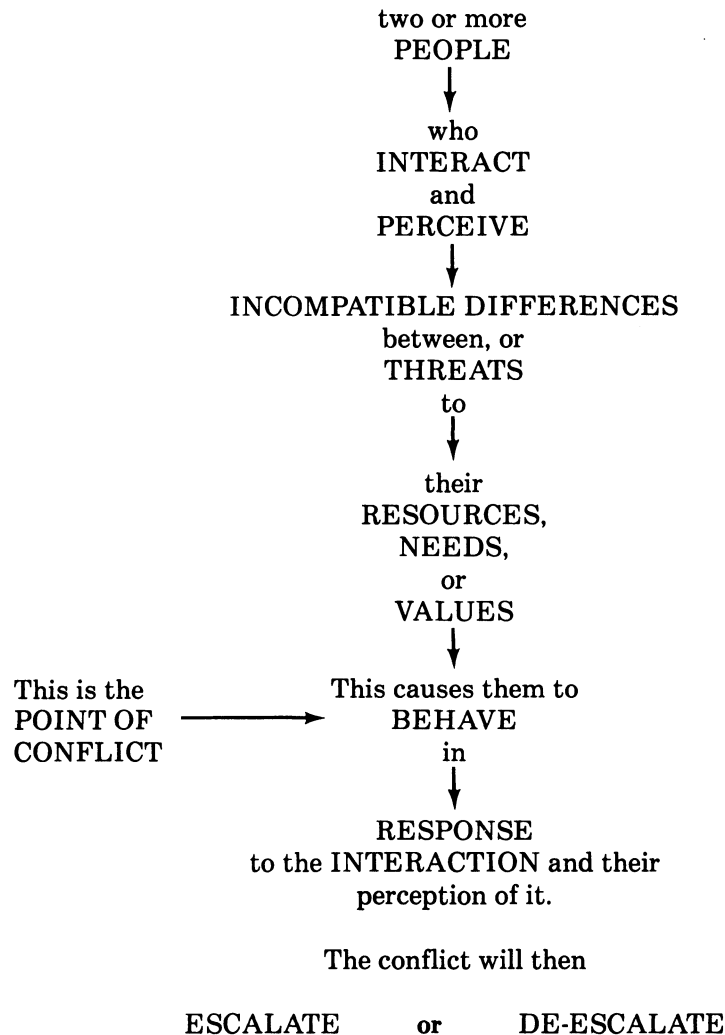 two or more
PEOPLE
who
INTERACT
and
PERCEIVE
INCOMPATIBLE DIFFERENCES
between, or
THREATS
to
their
RESOURCES,
NEEDS,
or
VALUES
This is the
POINT OF
CONFLICT
This causes them to
BEHAVE
in
RESPONSE
to the INTERACTION and their
perception of it.
The conflict will then
ESCALATE or DE-ESCALATE